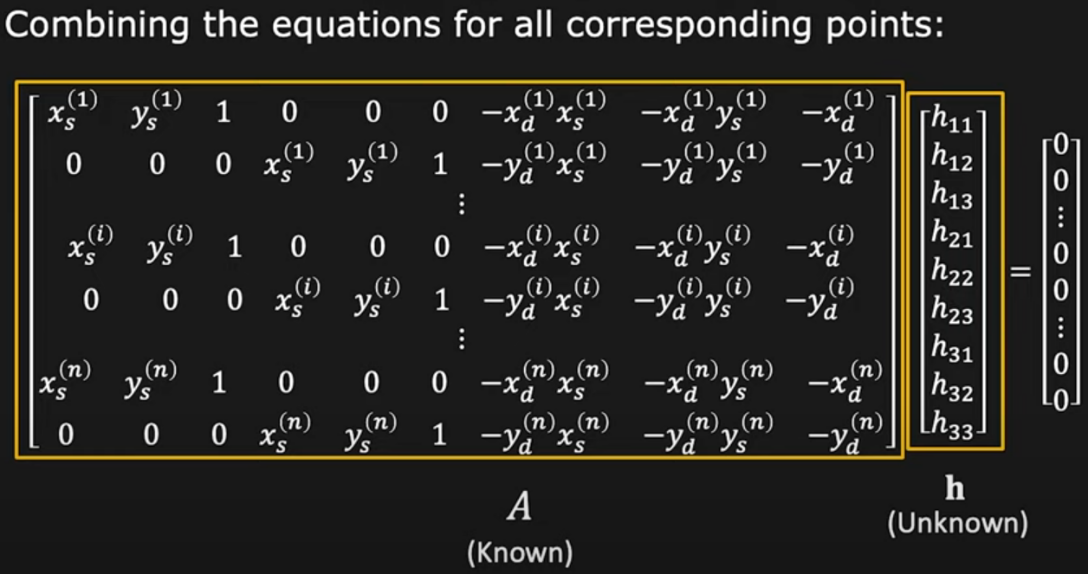 Combining the equations for all corresponding points:
x_s^(1) y_s^(1) 1 0 0 0 −x_d^(1)x_s^(1) −x_d^(1)y_s^(1) −x_d^(1) h₁₁ 0
0 0 0 x_s^(1) y_s^(1) 1 −y_d^(1)x_s^(1) −y_d^(1)y_s^(1) −y_d^(1) h₁₂ 0
⋮ h₁₃ ⋮
x_s^(i) y_s^(i) 1 0 0 0 −x_d^(i)x_s^(i) −x_d^(i)y_s^(i) −x_d^(i) h₂₁ 0
h₂₂ =
0 0 0 x_s^(i) y_s^(i) 1 −y_d^(i)x_s^(i) −y_d^(i)y_s^(i) −y_d^(i) h₂₃ 0
⋮ h₃₁ ⋮
x_s^(n) y_s^(n) 1 0 0 0 −x_d^(n)x_s^(n) −x_d^(n)y_s^(n) −x_d^(n) h₃₂ 0
0 0 0 x_s^(n) y_s^(n) 1 −y_d^(n)x_s^(n) −y_d^(n)y_s^(n) −y_d^(n) h₃₃ 0
A
(Known)
h
(Unknown)